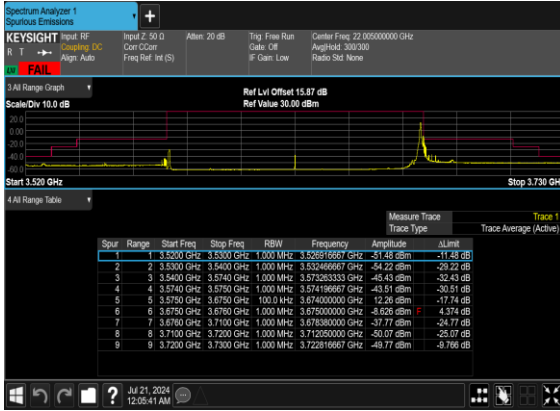 Spectrum Analyzer 1
Spurious Emissions
KEYSIGHT
R T
LNI
FAIL
Input: RF
Coupling: DC
Align: Auto
Input Z: 50 Ω
Corr CCorr
Freq Ref: Int (S)
Atten: 20 dB
Trig: Free Run
Gate: Off
IF Gain: Low
Center Freq: 22.005000000 GHz
Avg|Hold: 300/300
Radio Std: None
3 All Range Graph
Scale/Div 10.0 dB
Ref Lvl Offset 15.87 dB
Ref Value 30.00 dBm
20.0
0.00
-20.0
-40.0
-60.0
Start 3.520 GHz
Stop 3.730 GH
4 All Range Table
Measure Trace Trace 1
Trace Type Trace Average (Active)
Spur Range Start Freq Stop Freq RBW Frequency Amplitude ΔLimit
1 1 3.5200 GHz 3.5300 GHz 1.000 MHz 3.526916667 GHz -51.48 dBm -11.48 dB
2 2 3.5300 GHz 3.5400 GHz 1.000 MHz 3.532466667 GHz -54.22 dBm -29.22 dB
3 3 3.5400 GHz 3.5740 GHz 1.000 MHz 3.573263333 GHz -45.43 dBm -32.43 dB
4 4 3.5740 GHz 3.5750 GHz 1.000 MHz 3.574196667 GHz -43.51 dBm -30.51 dB
5 5 3.5750 GHz 3.6750 GHz 100.0 kHz 3.674000000 GHz 12.26 dBm -17.74 dB
6 6 3.6750 GHz 3.6760 GHz 1.000 MHz 3.675000000 GHz -8.626 dBm F 4.374 dB
7 7 3.6760 GHz 3.7100 GHz 1.000 MHz 3.678380000 GHz -37.77 dBm -24.77 dB
8 8 3.7100 GHz 3.7200 GHz 1.000 MHz 3.712050000 GHz -50.07 dBm -25.07 dB
9 9 3.7200 GHz 3.7300 GHz 1.000 MHz 3.722816667 GHz -49.77 dBm -9.766 dB
Jul 21, 2024
12:05:41 AM